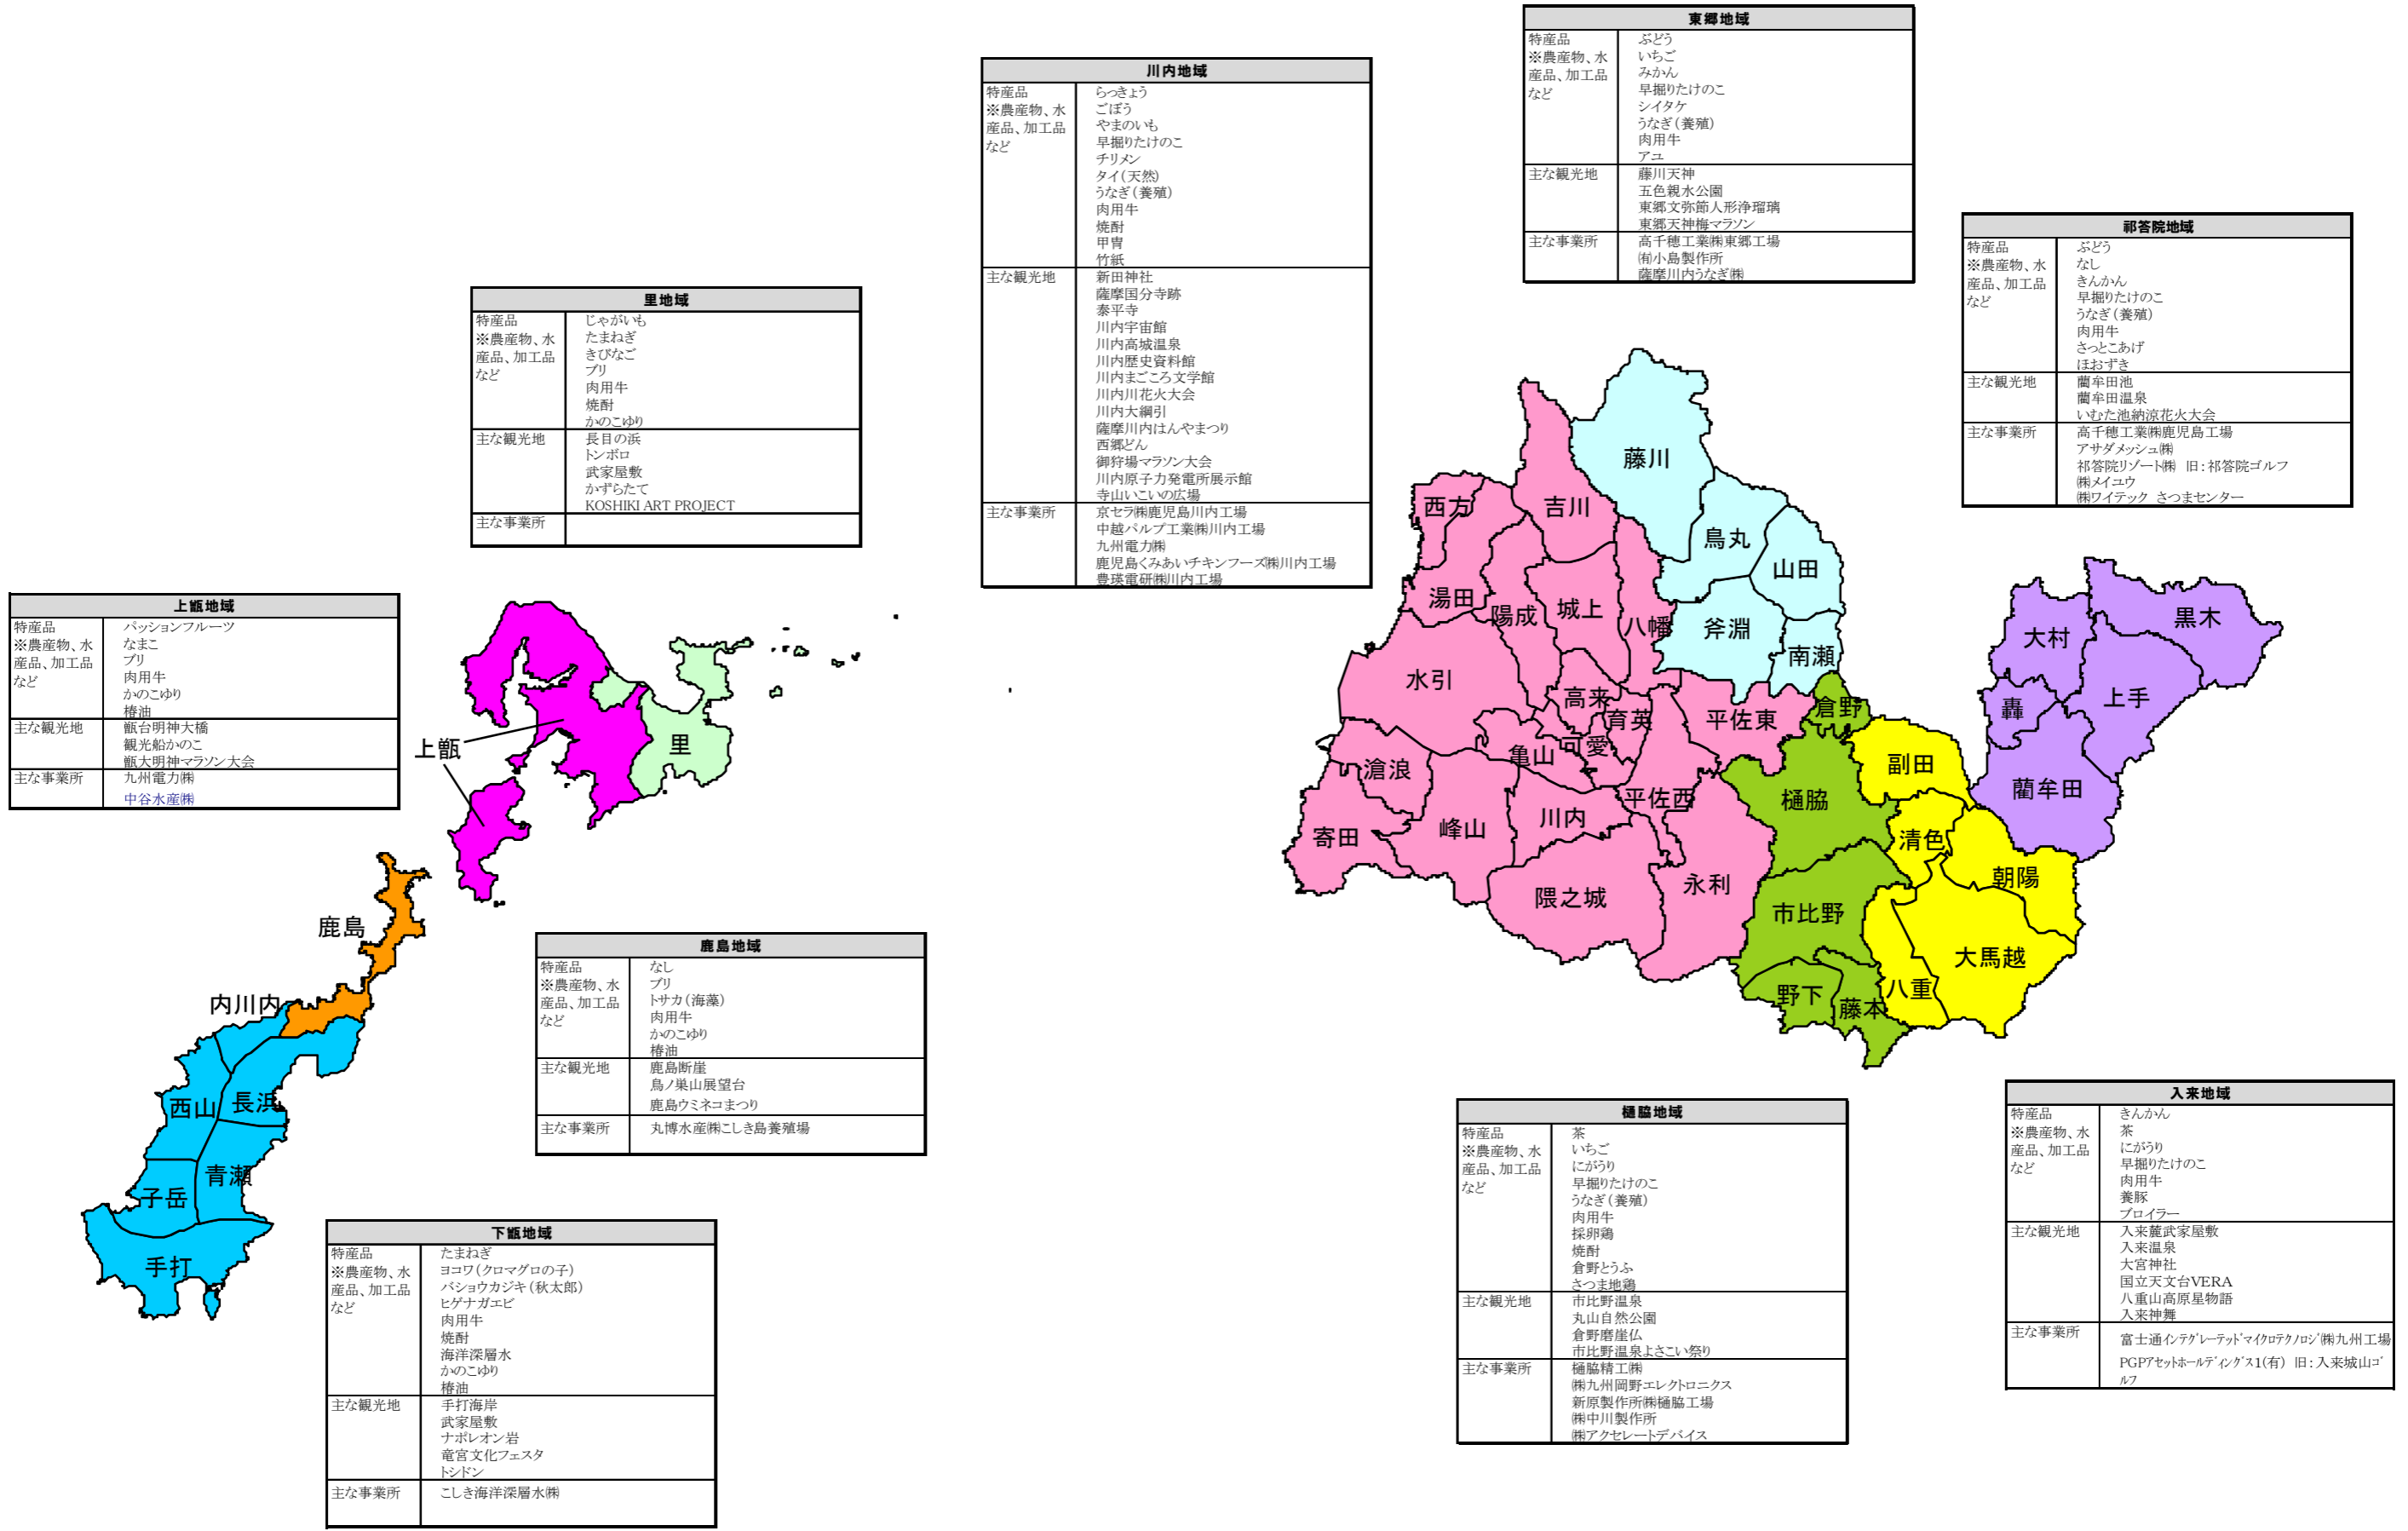 東郷地域
特産品
※農産物、水
産品、加工品
など
ぶどう
いちご
みかん
早掘りたけのこ
シイタケ
うなぎ(養殖)
肉用牛
アユ
主な観光地
藤川天神
五色親水公園
東郷文弥節人形浄瑠璃
東郷天神梅マラソン
主な事業所
高千穂工業㈱東郷工場
㈲小島製作所
薩摩川内うなぎ㈱
川内地域
特産品
※農産物、水
産品、加工品
など
らっきょう
ごぼう
やまのいも
早掘りたけのこ
チリメン
タイ(天然)
うなぎ(養殖)
肉用牛
焼酎
甲冑
竹紙
主な観光地
新田神社
薩摩国分寺跡
泰平寺
川内宇宙館
川内高城温泉
川内歴史資料館
川内まごころ文学館
川内川花火大会
川内大綱引
薩摩川内はんやまつり
西郷どん
御狩場マラソン大会
川内原子力発電所展示館
寺山いこいの広場
主な事業所
京セラ㈱鹿児島川内工場
中越パルプ工業㈱川内工場
九州電力㈱
鹿児島くみあいチキンフーズ㈱川内工場
豊瑛電研㈱川内工場
祁答院地域
特産品
※農産物、水
産品、加工品
など
ぶどう
なし
きんかん
早掘りたけのこ
うなぎ(養殖)
肉用牛
さっとこあげ
ほおずき
主な観光地
藺牟田池
藺牟田温泉
いむた池納涼花火大会
主な事業所
高千穂工業㈱鹿児島工場
アサダメッシュ㈱
祁答院リゾート㈱ 旧：祁答院ゴルフ
㈱メイユウ
㈱ワイテック さつまセンター
里地域
特産品
※農産物、水
産品、加工品
など
じゃがいも
たまねぎ
きびなご
ブリ
肉用牛
焼酎
かのこゆり
主な観光地
長目の浜
トンボロ
武家屋敷
かずらたて
KOSHIKI ART PROJECT
主な事業所
上甑地域
特産品
※農産物、水
産品、加工品
など
パッションフルーツ
なまこ
ブリ
肉用牛
かのこゆり
椿油
主な観光地
甑台明神大橋
観光船かのこ
甑大明神マラソン大会
主な事業所
九州電力㈱
中谷水産㈱
上甑
里
鹿島
内川内
西山
長浜
青瀬
子岳
手打
藤川
西方
吉川
鳥丸
山田
湯田
陽成
城上
八幡
斧淵
南瀬
水引
高来
育英
平佐東
倉野
亀山
可愛
滄浪
寄田
峰山
川内
平佐西
隈之城
永利
樋脇
副田
清色
朝陽
市比野
大馬越
野下
藤本
八重
大村
黒木
轟
上手
藺牟田
鹿島地域
特産品
※農産物、水
産品、加工品
など
なし
ブリ
トサカ(海藻)
肉用牛
かのこゆり
椿油
主な観光地
鹿島断崖
鳥ノ巣山展望台
鹿島ウミネコまつり
主な事業所
丸博水産㈱こしき島養殖場
下甑地域
特産品
※農産物、水
産品、加工品
など
たまねぎ
ヨコワ(クロマグロの子)
バショウカジキ(秋太郎)
ヒゲナガエビ
肉用牛
焼酎
海洋深層水
かのこゆり
椿油
主な観光地
手打海岸
武家屋敷
ナポレオン岩
竜宮文化フェスタ
トシドン
主な事業所
こしき海洋深層水㈱
樋脇地域
特産品
※農産物、水
産品、加工品
など
茶
いちご
にがうり
早掘りたけのこ
うなぎ(養殖)
肉用牛
採卵鶏
焼酎
倉野とうふ
さつま地鶏
主な観光地
市比野温泉
丸山自然公園
倉野磨崖仏
市比野温泉よさこい祭り
主な事業所
樋脇精工㈱
㈱九州岡野エレクトロニクス
新原製作所㈱樋脇工場
㈱中川製作所
㈱アクセレートデバイス
入来地域
特産品
※農産物、水
産品、加工品
など
きんかん
茶
にがうり
早掘りたけのこ
肉用牛
養豚
ブロイラー
主な観光地
入来麓武家屋敷
入来温泉
大宮神社
国立天文台VERA
八重山高原星物語
入来神舞
主な事業所
富士通ｲﾝﾃｸﾞﾚｰﾃｯﾄﾞﾏｲｸﾛﾃｸﾉﾛｼﾞ㈱九州工場
PGPｱｾｯﾄﾎｰﾙﾃﾞｨﾝｸﾞｽ1(有) 旧：入来城山ｺﾞ
ﾙﾌ